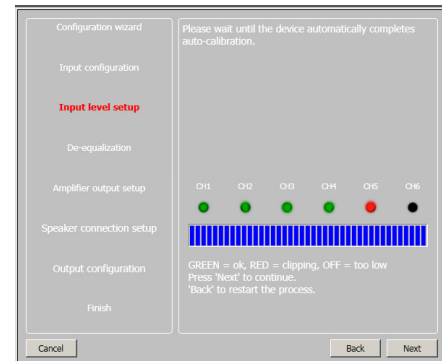 Configuration wizard
Input configuration
Input level setup
De-equalization
Amplifier output setup
Speaker connection setup
Output configuration
Finish
Please wait until the device automatically completes
auto-calibration.
CH1 CH2 CH3 CH4 CH5 CH6
GREEN = ok, RED = clipping, OFF = too low
Press 'Next' to continue.
'Back' to restart the process.
Cancel Back Next